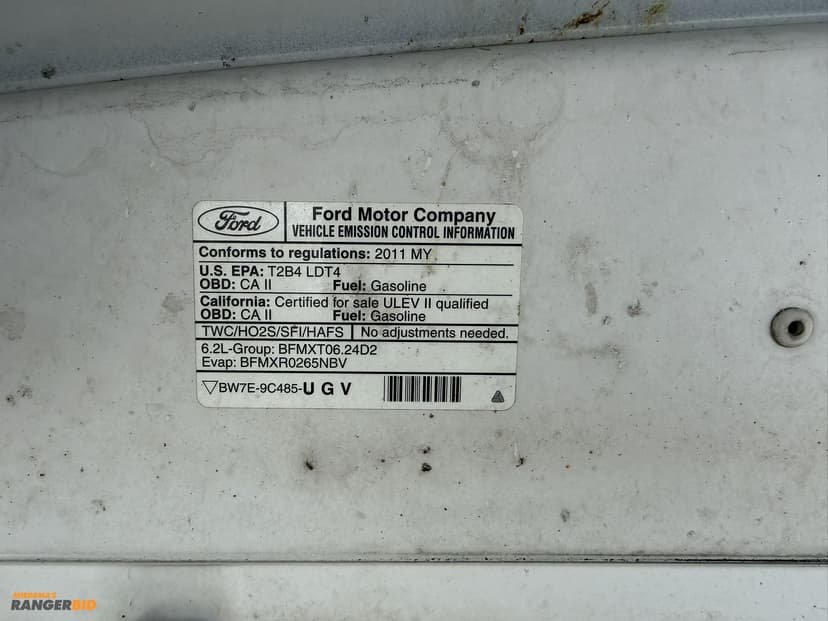 Ford
Ford Motor Company
VEHICLE EMISSION CONTROL INFORMATION
Conforms to regulations: 2011 MY
U.S. EPA: T2B4 LDT4
OBD: CA II Fuel: Gasoline
California: Certified for sale ULEV II qualified
OBD: CA II Fuel: Gasoline
TWC/HO2S/SFI/HAFS No adjustments needed.
6.2L-Group: BFMXT06.24D2
Evap: BFMXR0265NBV
BW7E-9C485-U G V
MIEDEMA'S
RANGERBID